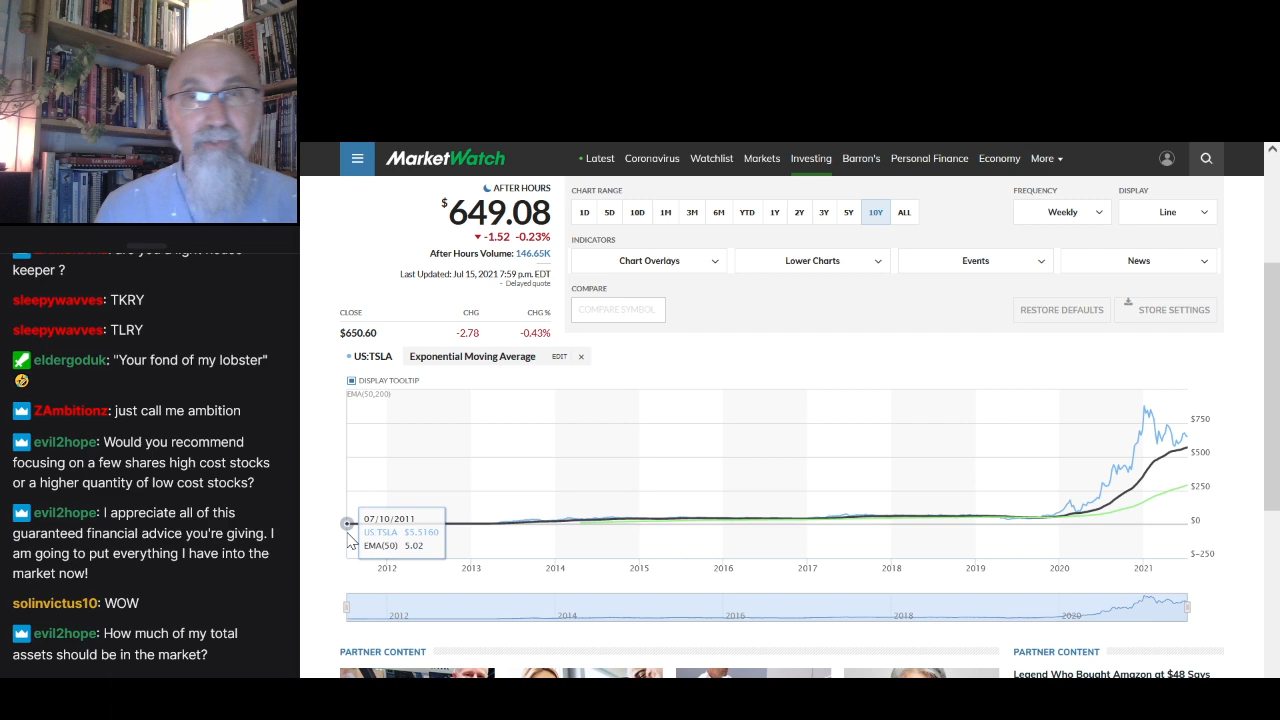 keeper ?
sleepywavves: TKRY
sleepywavves: TLRY
eldergoduk: "Your fond of my lobster"
ZAmbitionz: just call me ambition
evil2hope: Would you recommend
focusing on a few shares high cost stocks
or a higher quantity of low cost stocks?
evil2hope: I appreciate all of this
guaranteed financial advice you're giving. I
am going to put everything I have into the
market now!
solinvictus10: WOW
evil2hope: How much of my total
assets should be in the market?
MarketWatch
Latest Coronavirus Watchlist Markets Investing Barron's Personal Finance Economy More
AFTER HOURS
$649.08
-1.52 -0.23%
After Hours Volume: 146.65K
Last Updated: Jul 15, 2021 7:59 p.m. EDT
Delayed quote
CLOSE CHG CHG %
$650.60 -2.78 -0.43%
CHART RANGE
1D 5D 10D 1M 3M 6M YTD 1Y 2Y 3Y 5Y 10Y ALL
FREQUENCY DISPLAY
Weekly Line
INDICATORS
Chart Overlays Lower Charts Events News
COMPARE
COMPARE SYMBOL
RESTORE DEFAULTS STORE SETTINGS
US:TSLA Exponential Moving Average EDIT ×
DISPLAY TOOLTIP
EMA(50,200)
$750
$500
$250
$0
$-250
07/10/2011
US:TSLA $5.5160
EMA(50) 5.02
2012 2013 2014 2015 2016 2017 2018 2019 2020 2021
2012 2014 2016 2018 2020
PARTNER CONTENT
PARTNER CONTENT
Legend Who Bought Amazon at $48 Says